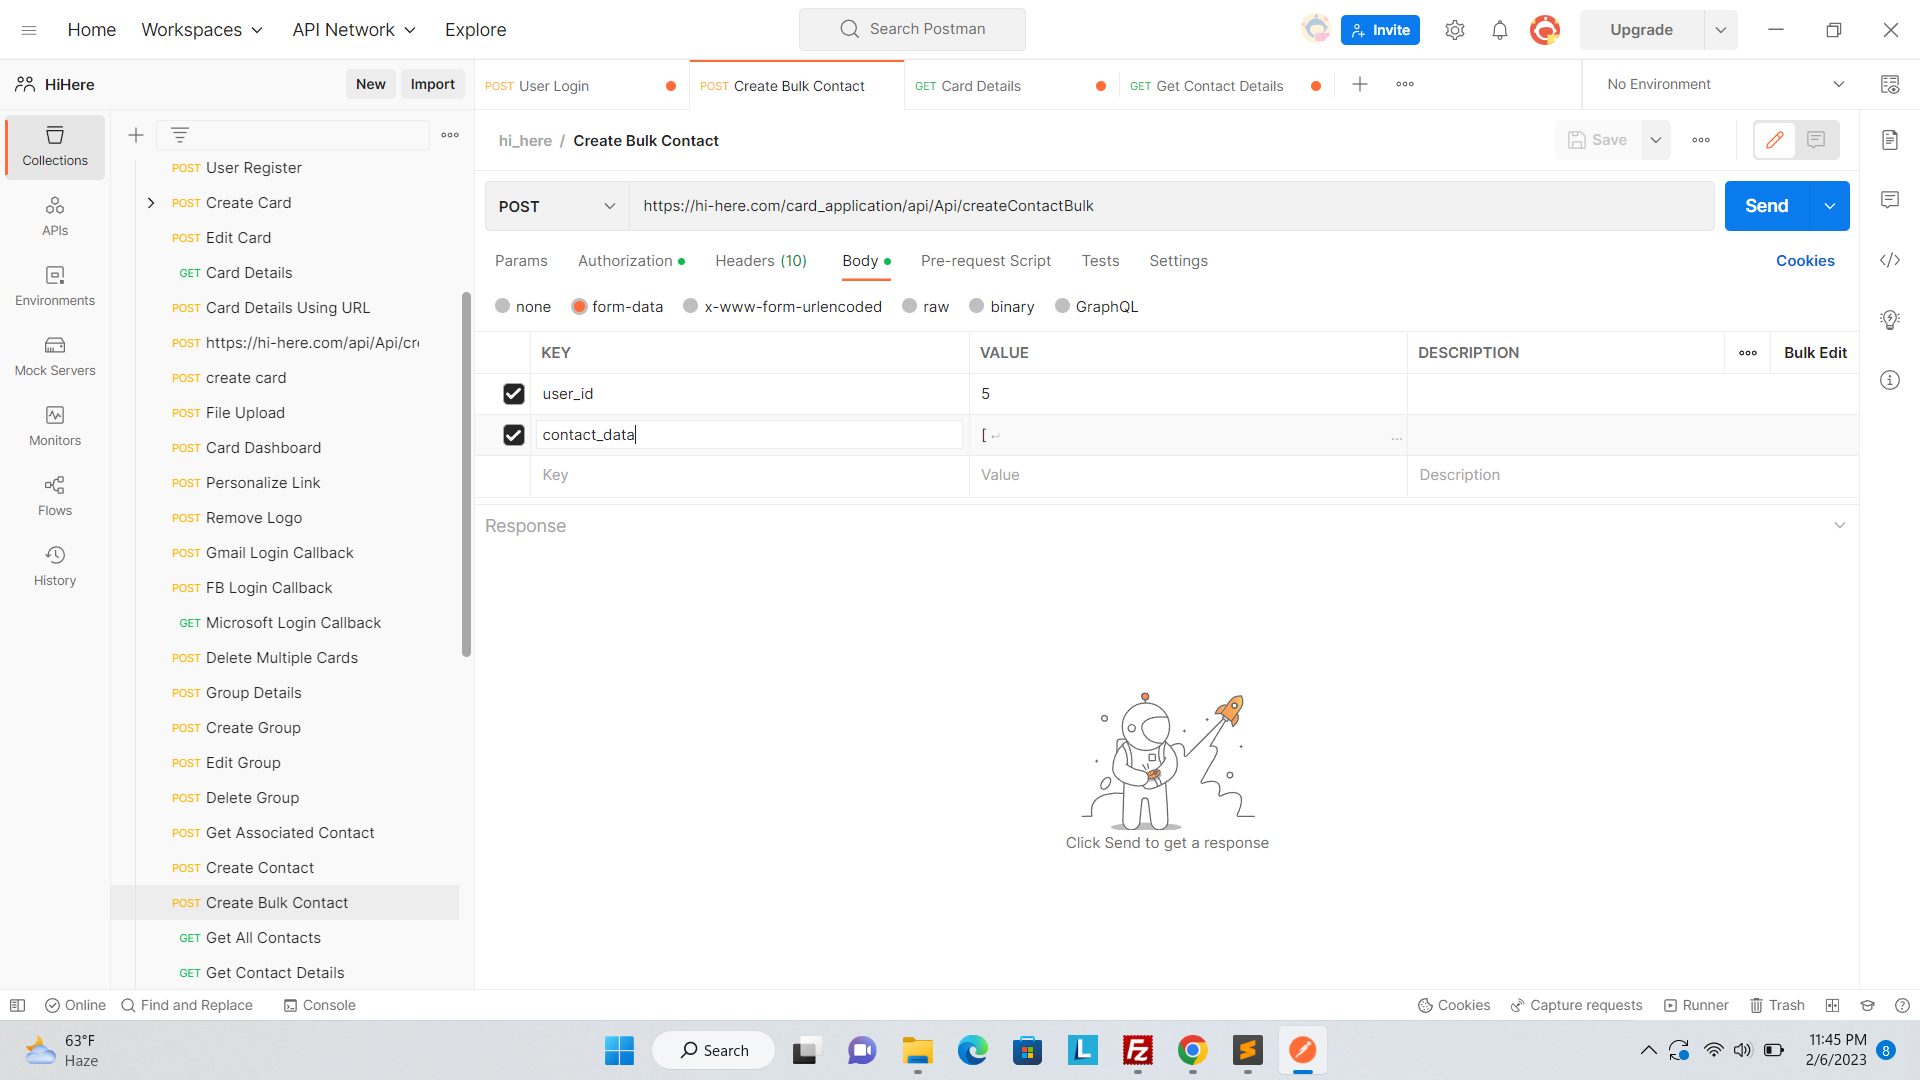 Home
Workspaces
API Network
Explore
Search Postman
Invite
Upgrade
HiHere
New
Import
POST User Login
POST Create Bulk Contact
GET Card Details
GET Get Contact Details
No Environment
Collections
APIs
Environments
Mock Servers
Monitors
Flows
History
POST User Register
POST Create Card
POST Edit Card
GET Card Details
POST Card Details Using URL
POST https://hi-here.com/api/Api/cre
POST create card
POST File Upload
POST Card Dashboard
POST Personalize Link
POST Remove Logo
POST Gmail Login Callback
POST FB Login Callback
GET Microsoft Login Callback
POST Delete Multiple Cards
POST Group Details
POST Create Group
POST Edit Group
POST Delete Group
POST Get Associated Contact
POST Create Contact
POST Create Bulk Contact
GET Get All Contacts
GET Get Contact Details
hi_here / Create Bulk Contact
Save
POST
https://hi-here.com/card_application/api/Api/createContactBulk
Send
Params
Authorization
Headers (10)
Body
Pre-request Script
Tests
Settings
Cookies
none
form-data
x-www-form-urlencoded
raw
binary
GraphQL
KEY VALUE DESCRIPTION
Bulk Edit
user_id 5
contact_data [ ↵ ...
Key Value Description
Response
Click Send to get a response
Online
Find and Replace
Console
Cookies
Capture requests
Runner
Trash
63°F
Haze
Search
L
Fz
11:45 PM
2/6/2023
8